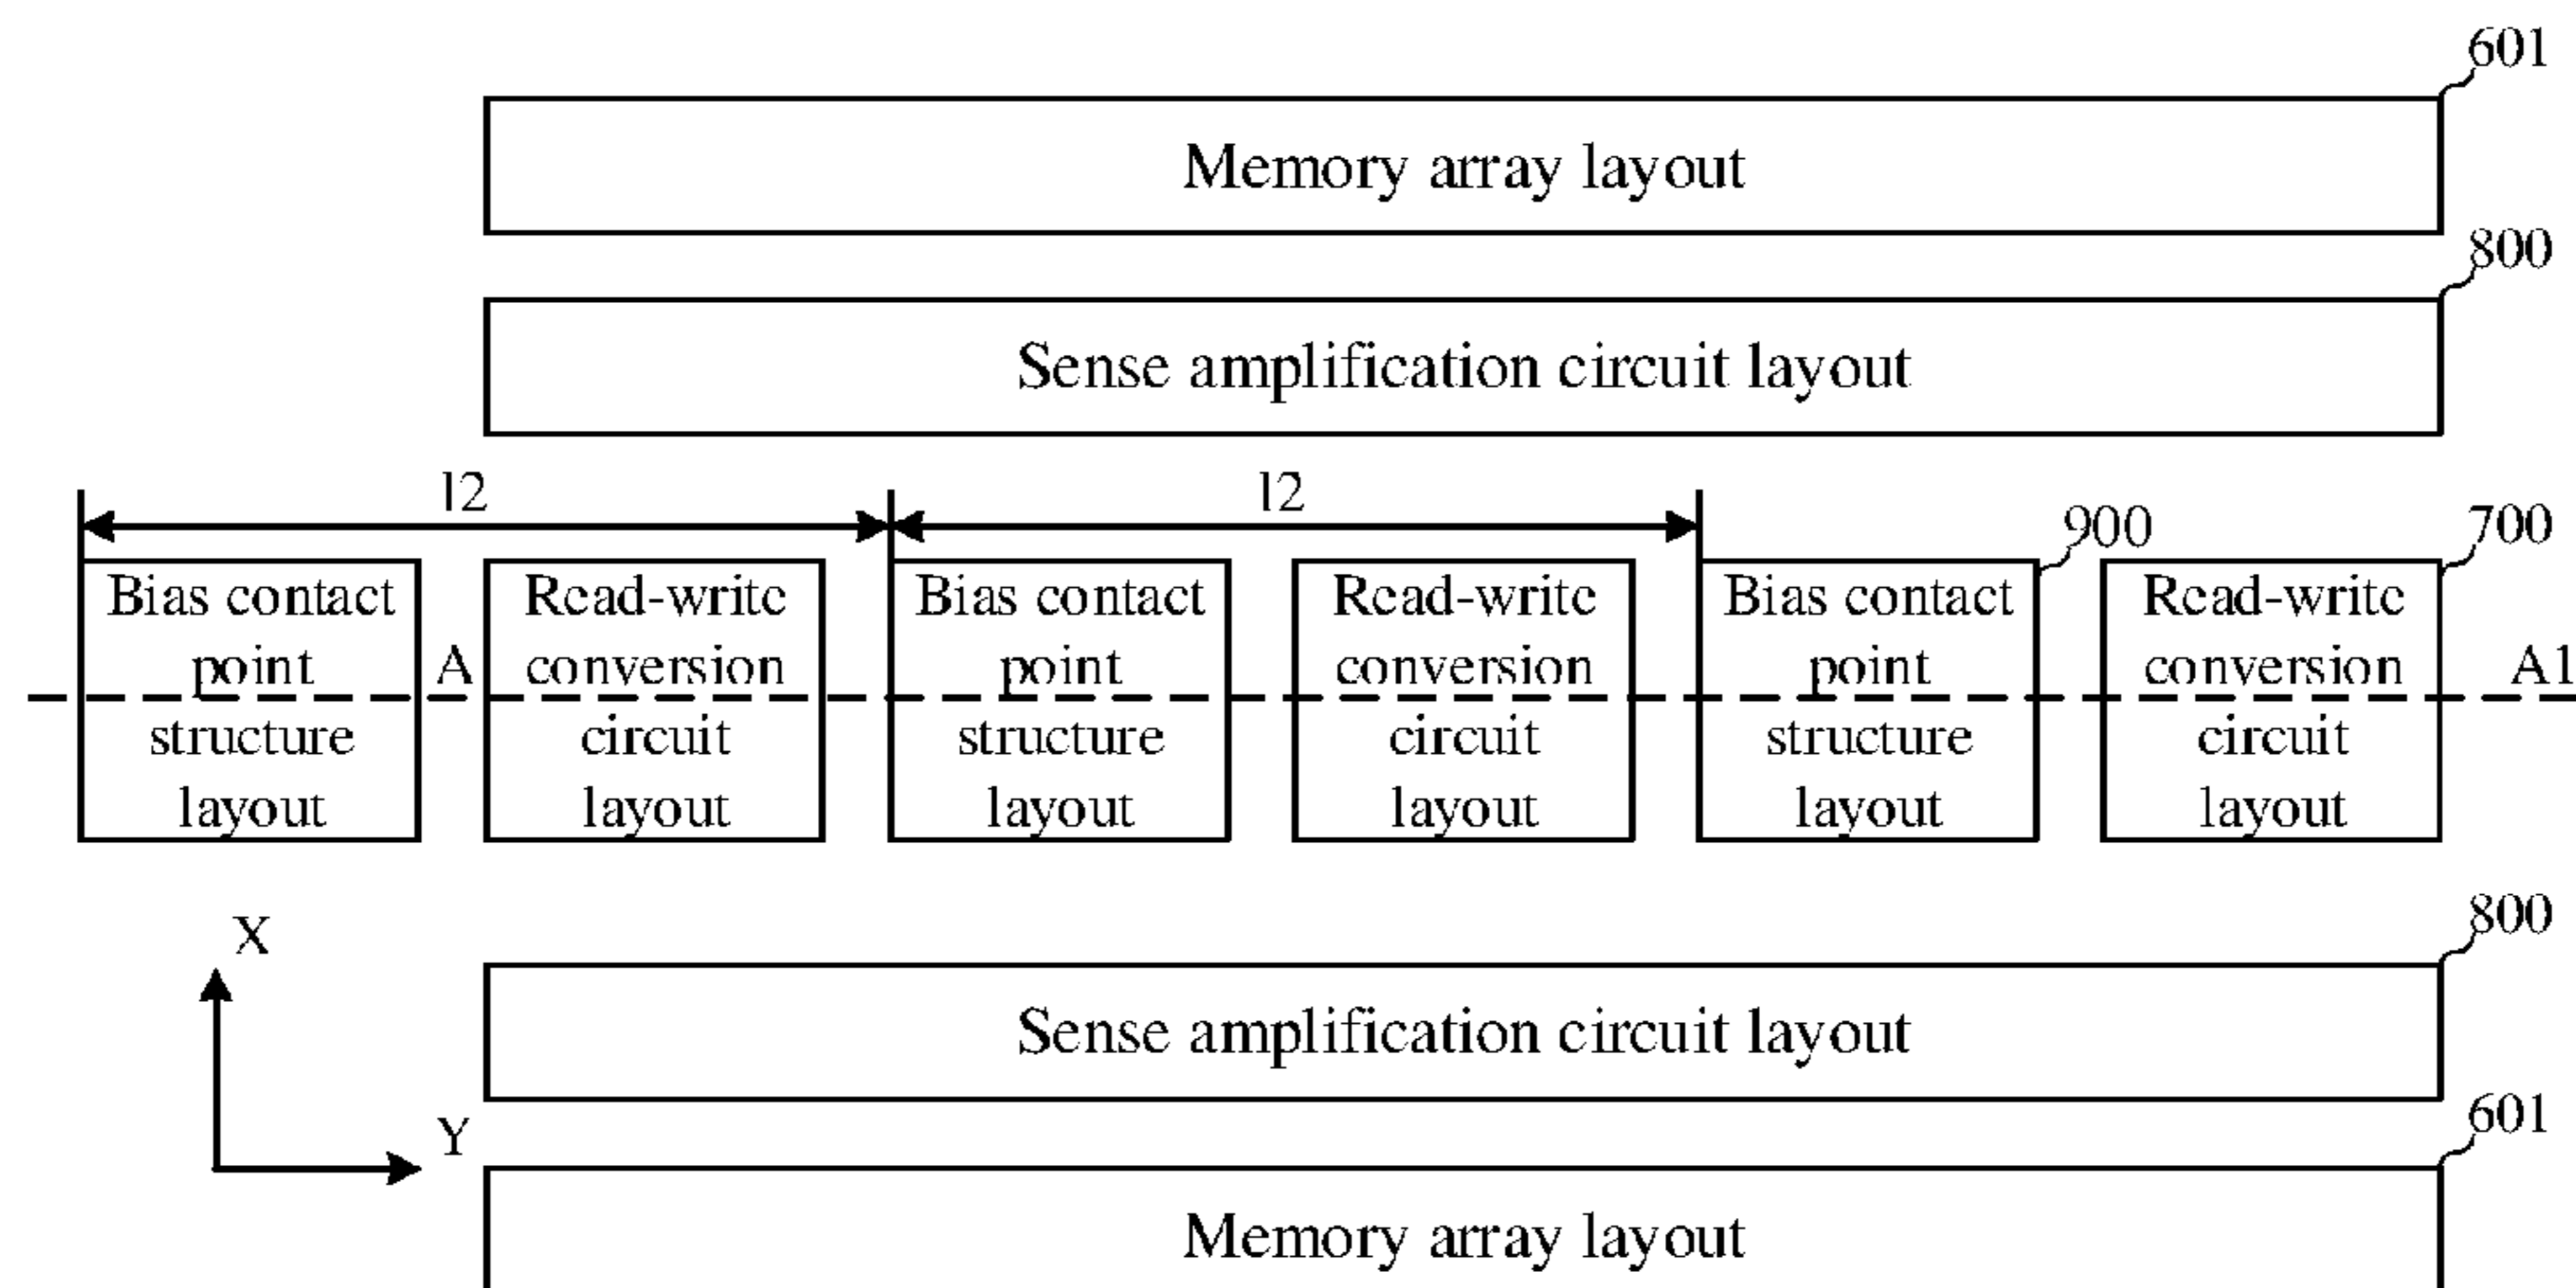 601
Memory array layout
800
Sense amplification circuit layout
l2
l2
900
700
Bias contact
point
structure
layout
A
Read-write
conversion
circuit
layout
Bias contact
point
structure
layout
Read-write
conversion
circuit
layout
Bias contact
point
structure
layout
Read-write
conversion
circuit
layout
A1
X
Y
800
Sense amplification circuit layout
601
Memory array layout